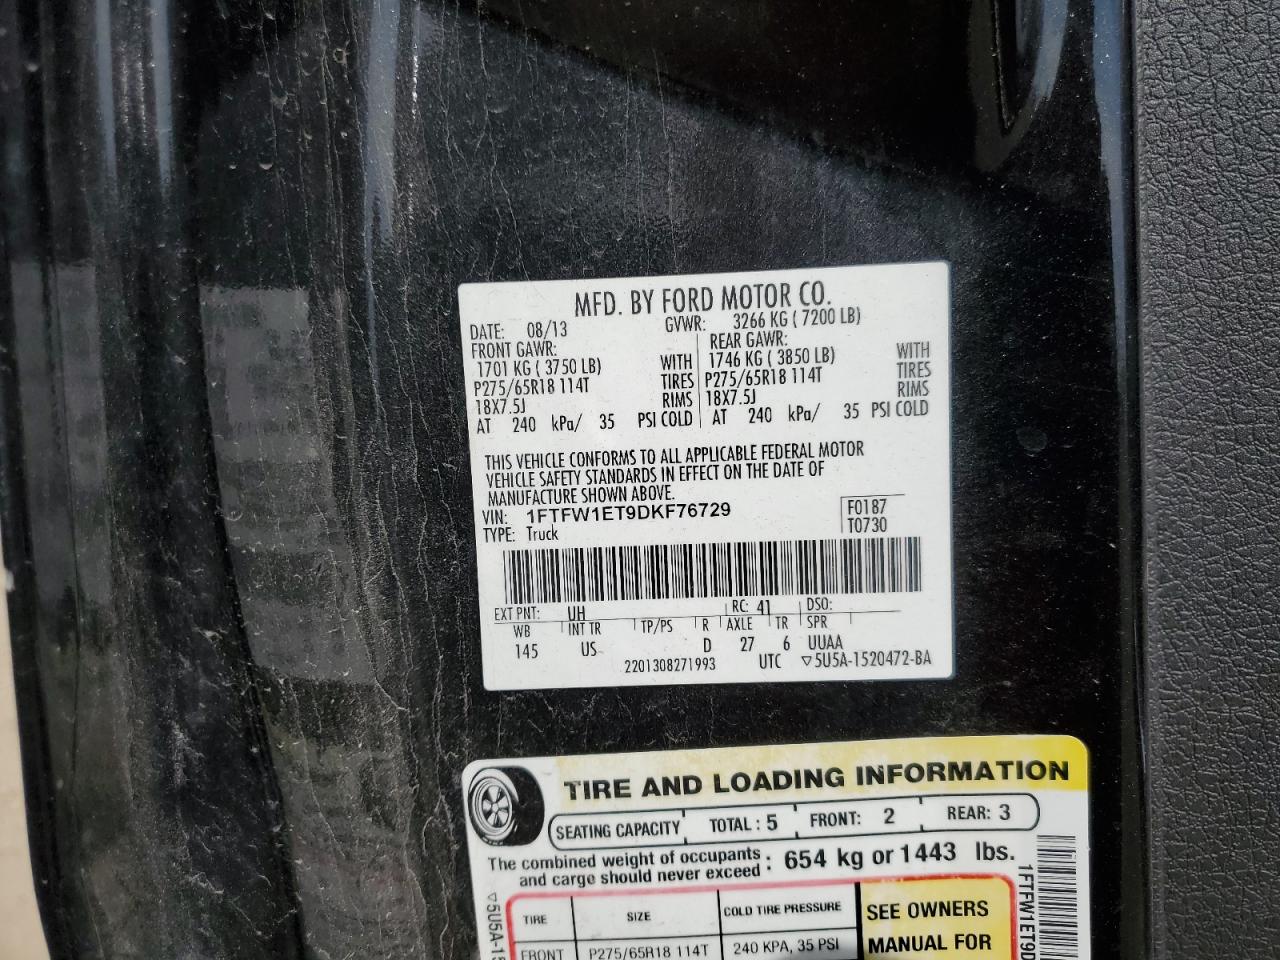 MFD. BY FORD MOTOR CO.
DATE: 08/13 GVWR: 3266 KG ( 7200 LB)
FRONT GAWR: REAR GAWR:
1701 KG ( 3750 LB) WITH 1746 KG ( 3850 LB) WITH
P275/65R18 114T TIRES P275/65R18 114T TIRES
18X7.5J RIMS 18X7.5J RIMS
AT 240 kPa/ 35 PSI COLD AT 240 kPa/ 35 PSI COLD
THIS VEHICLE CONFORMS TO ALL APPLICABLE FEDERAL MOTOR
VEHICLE SAFETY STANDARDS IN EFFECT ON THE DATE OF
MANUFACTURE SHOWN ABOVE.
VIN: 1FTFW1ET9DKF76729 F0187
TYPE: Truck T0730
EXT PNT: UH RC: 41 DSO:
WB INT TR TP/PS R AXLE TR SPR
145 US D 27 6 UUAA
2201308271993 UTC ▽5U5A-1520472-BA
TIRE AND LOADING INFORMATION
SEATING CAPACITY TOTAL : 5 FRONT: 2 REAR: 3
The combined weight of occupants
and cargo should never exceed : 654 kg or 1443 lbs.
TIRE SIZE COLD TIRE PRESSURE SEE OWNERS
FRONT P275/65R18 114T 240 KPA, 35 PSI MANUAL FOR
▽5U5A-15
1FTFW1ET9D